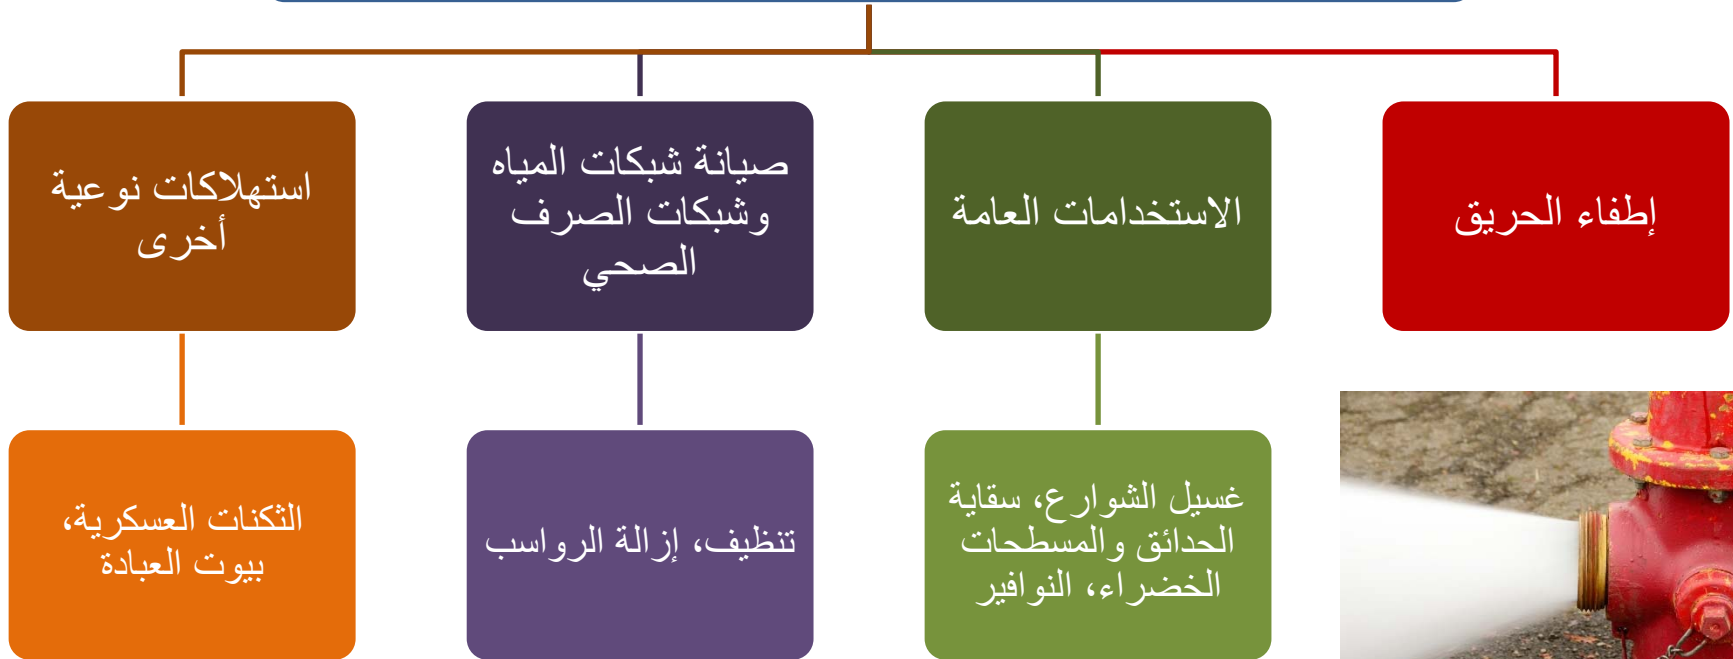 إطفاء الحريق
الاستخدامات العامة
صيانة شبكات المياه
وشبكات الصرف
الصحي
استهلاكات نوعية
أخرى
غسيل الشوارع، سقاية
الحدائق والمسطحات
الخضراء، النوافير
تنظيف، إزالة الرواسب
الثكنات العسكرية،
بيوت العبادة